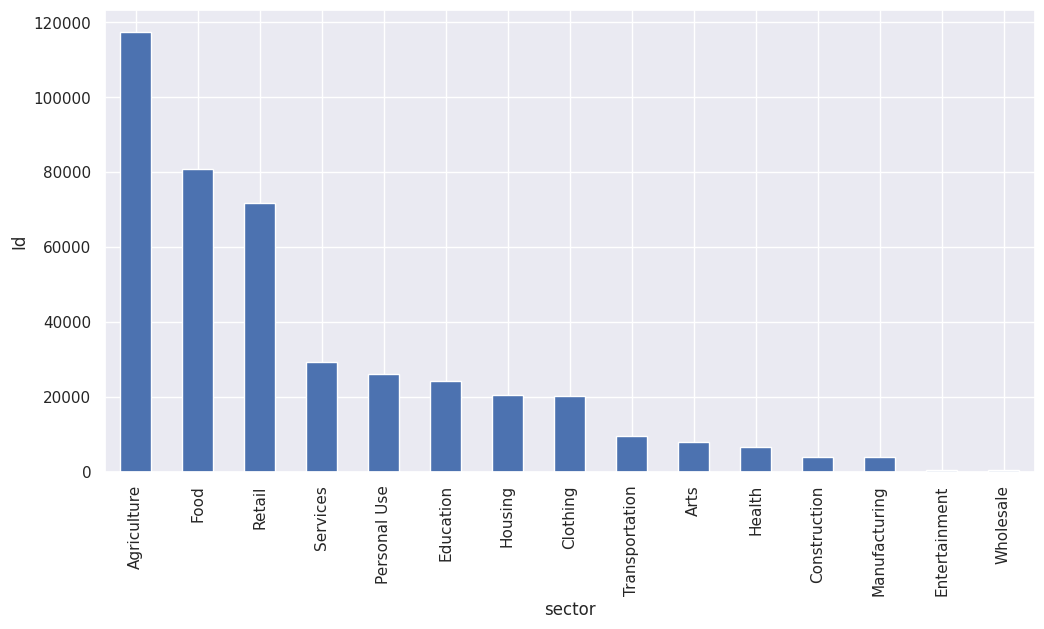 120000
100000
80000
60000
40000
20000
0
Id
Agriculture
Food
Retail
Services
Personal Use
Education
Housing
Clothing
Transportation
Arts
Health
Construction
Manufacturing
Entertainment
Wholesale
sector